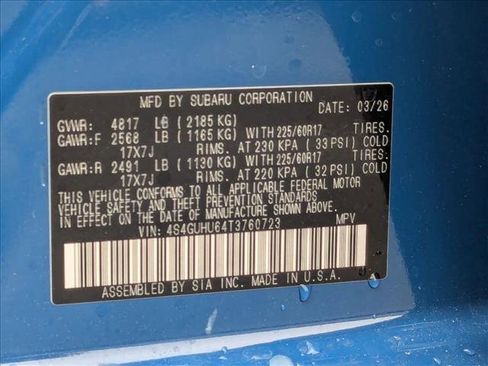 MFD BY SUBARU CORPORATION DATE: 03/26
GVWR: 4817 LB (2185 KG)
GAWR:F 2568 LB (1165 KG) WITH 225/60R17 TIRES.
17X7J RIMS. AT 230 KPA (33 PSI) COLD
GAWR:R 2491 LB (1130 KG) WITH 225/60R17 TIRES.
17X7J RIMS. AT 220 KPA (32 PSI) COLD
THIS VEHICLE CONFORMS TO ALL APPLICABLE FEDERAL MOTOR
VEHICLE SAFETY AND BUMPER STANDARDS
IN EFFECT ON THE DATE OF MANUFACTURE SHOWN ABOVE.
VIN: 4S4GUHU64T3760723 MPV
ASSEMBLED BY SIA INC. MADE IN U.S.A.